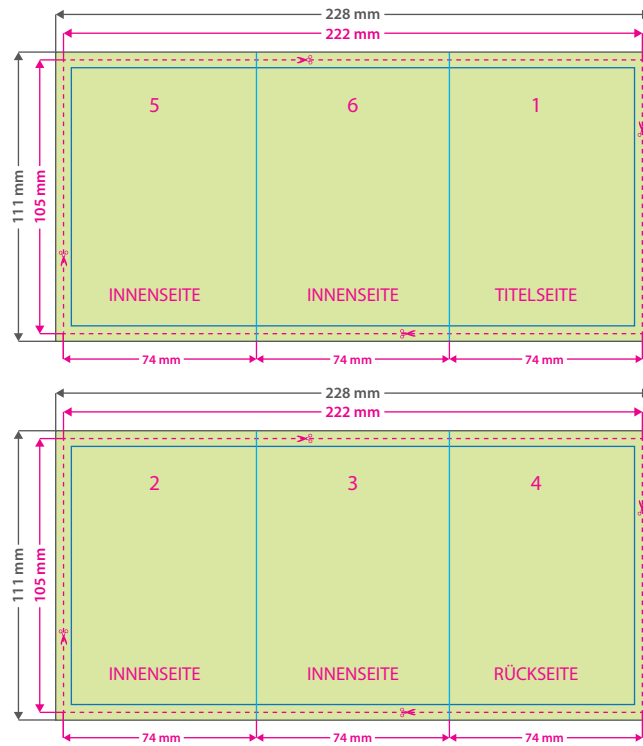 228 mm
222 mm
111 mm
105 mm
5 6 1
INNENSEITE INNENSEITE TITELSEITE
74 mm 74 mm 74 mm
228 mm
222 mm
111 mm
105 mm
2 3 4
INNENSEITE INNENSEITE RÜCKSEITE
74 mm 74 mm 74 mm